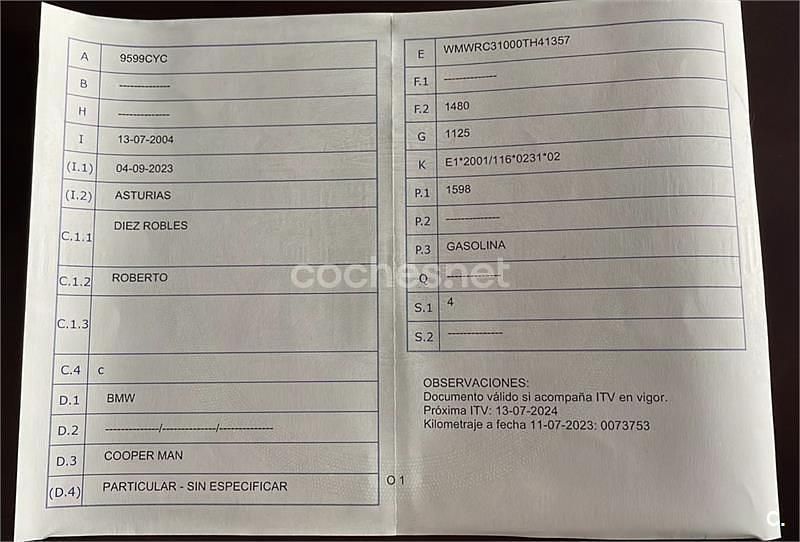 A 9599CYC
B --------------
H --------------
I 13-07-2004
(I.1) 04-09-2023
(I.2) ASTURIAS
C.1.1 DIEZ ROBLES
C.1.2 ROBERTO
C.1.3
C.4 c
D.1 BMW
D.2 --------------/--------------/--------------
D.3 COOPER MAN
(D.4) PARTICULAR - SIN ESPECIFICAR
O 1
E WMWRC31000TH41357
F.1 --------------
F.2 1480
G 1125
K E1*2001/116*0231*02
P.1 1598
P.2 --------------
P.3 GASOLINA
Q --------------
S.1 4
S.2 --------------
OBSERVACIONES:
Documento válido si acompaña ITV en vigor.
Próxima ITV: 13-07-2024
Kilometraje a fecha 11-07-2023: 0073753
coches.net
c.